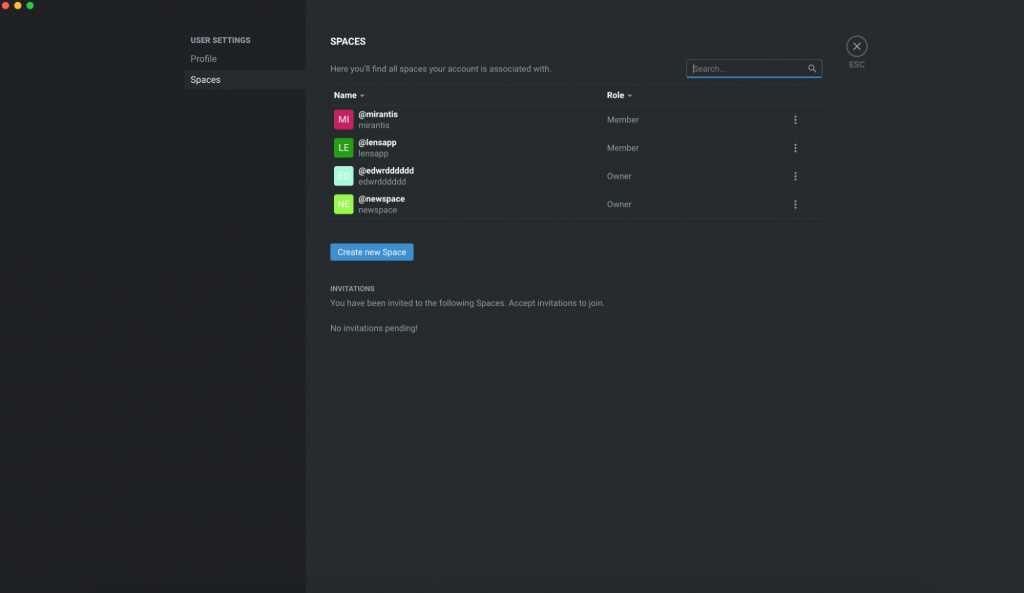 USER SETTINGS
Profile
Spaces
SPACES
Here you'll find all spaces your account is associated with.
Search...
ESC
Name Role
MI @mirantis
mirantis Member
LE @lensapp
lensapp Member
ED @edwrdddddd
edwrdddddd Owner
NE @newspace
newspace Owner
Create new Space
INVITATIONS
You have been invited to the following Spaces. Accept invitations to join.
No invitations pending!